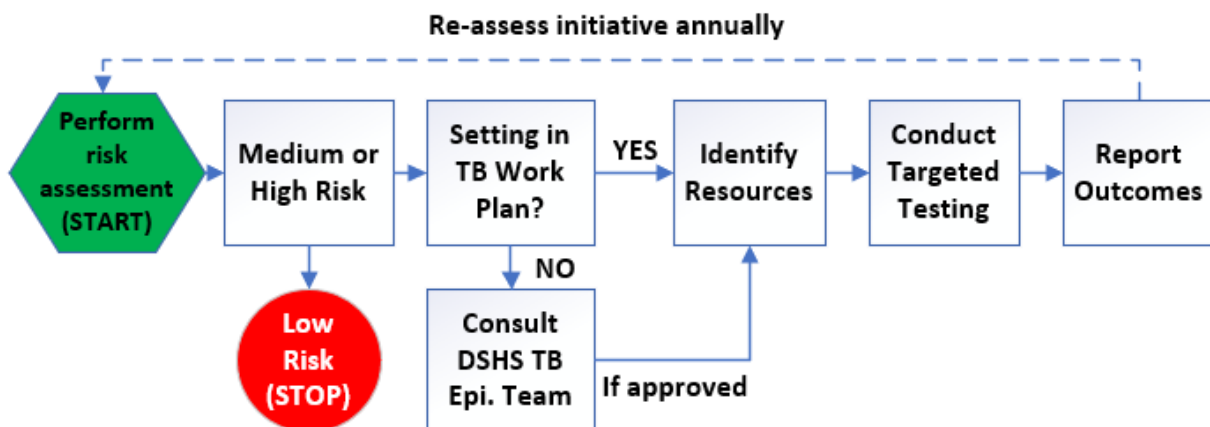 Re-assess initiative annually
Perform
risk
assessment
(START)
Medium or
High Risk
Setting in
TB Work
Plan?
YES
Identify
Resources
Conduct
Targeted
Testing
Report
Outcomes
NO
Low
Risk
(STOP)
Consult
DSHS TB
Epi. Team
If approved